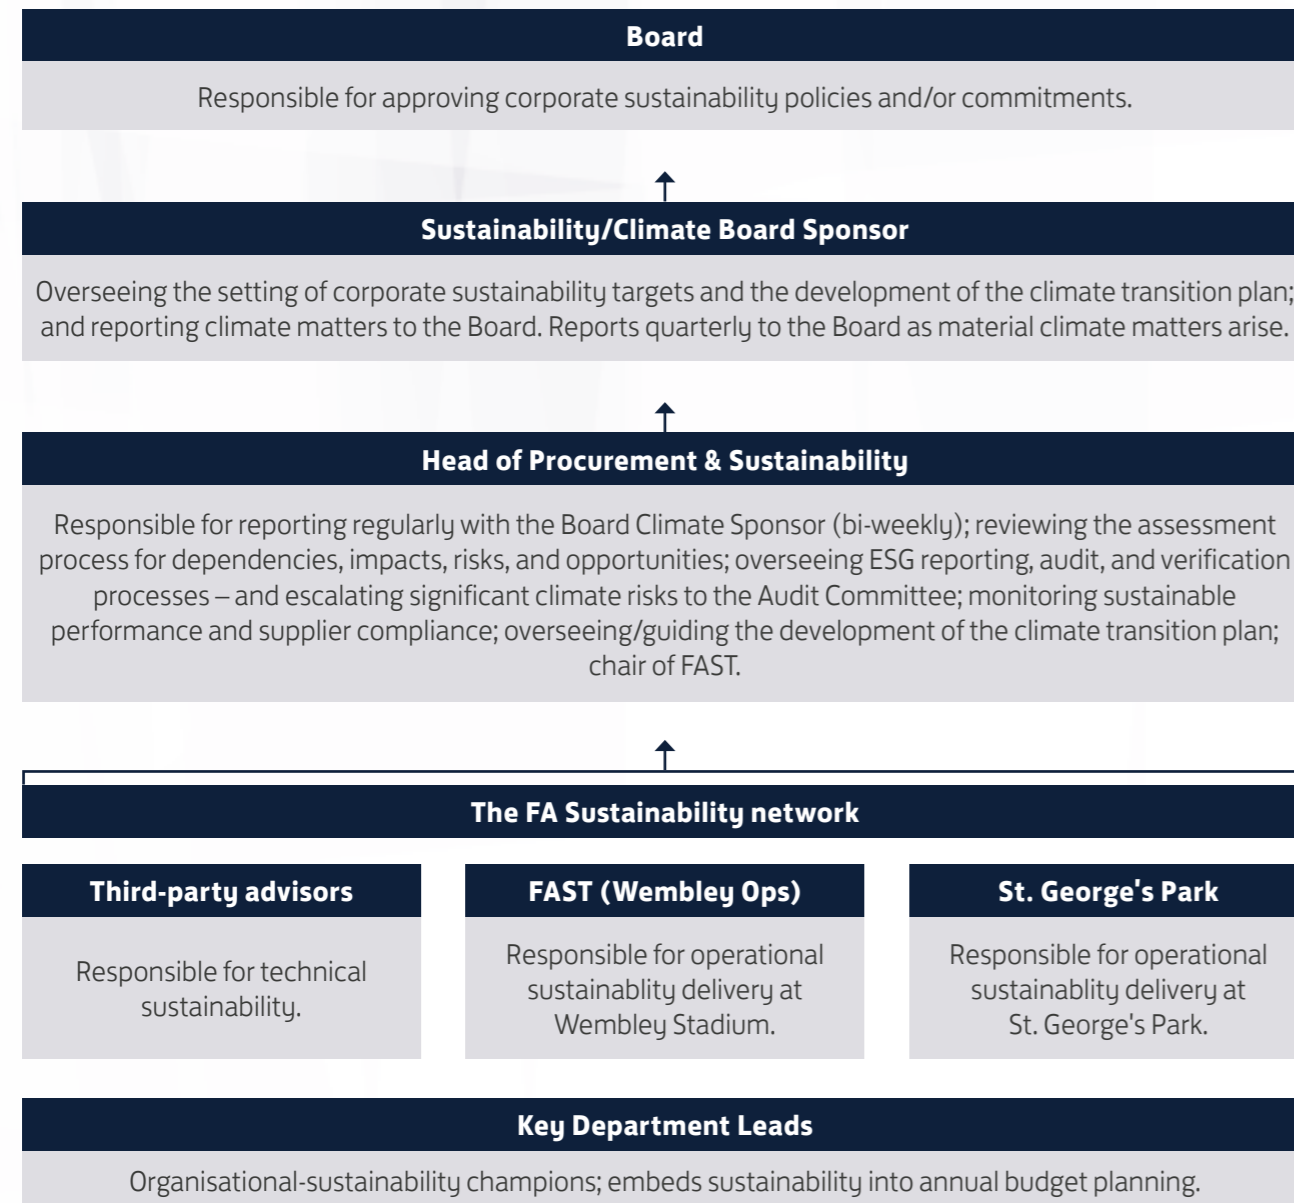 Board
Responsible for approving corporate sustainability policies and/or commitments.
Sustainability/Climate Board Sponsor
Overseeing the setting of corporate sustainability targets and the development of the climate transition plan;
and reporting climate matters to the Board. Reports quarterly to the Board as material climate matters arise.
Head of Procurement & Sustainability
Responsible for reporting regularly with the Board Climate Sponsor (bi-weekly); reviewing the assessment
process for dependencies, impacts, risks, and opportunities; overseeing ESG reporting, audit, and verification
processes – and escalating significant climate risks to the Audit Committee; monitoring sustainable
performance and supplier compliance; overseeing/guiding the development of the climate transition plan;
chair of FAST.
The FA Sustainability network
Third-party advisors
Responsible for technical
sustainability.
FAST (Wembley Ops)
Responsible for operational
sustainablity delivery at
Wembley Stadium.
St. George's Park
Responsible for operational
sustainablity delivery at
St. George's Park.
Key Department Leads
Organisational-sustainability champions; embeds sustainability into annual budget planning.